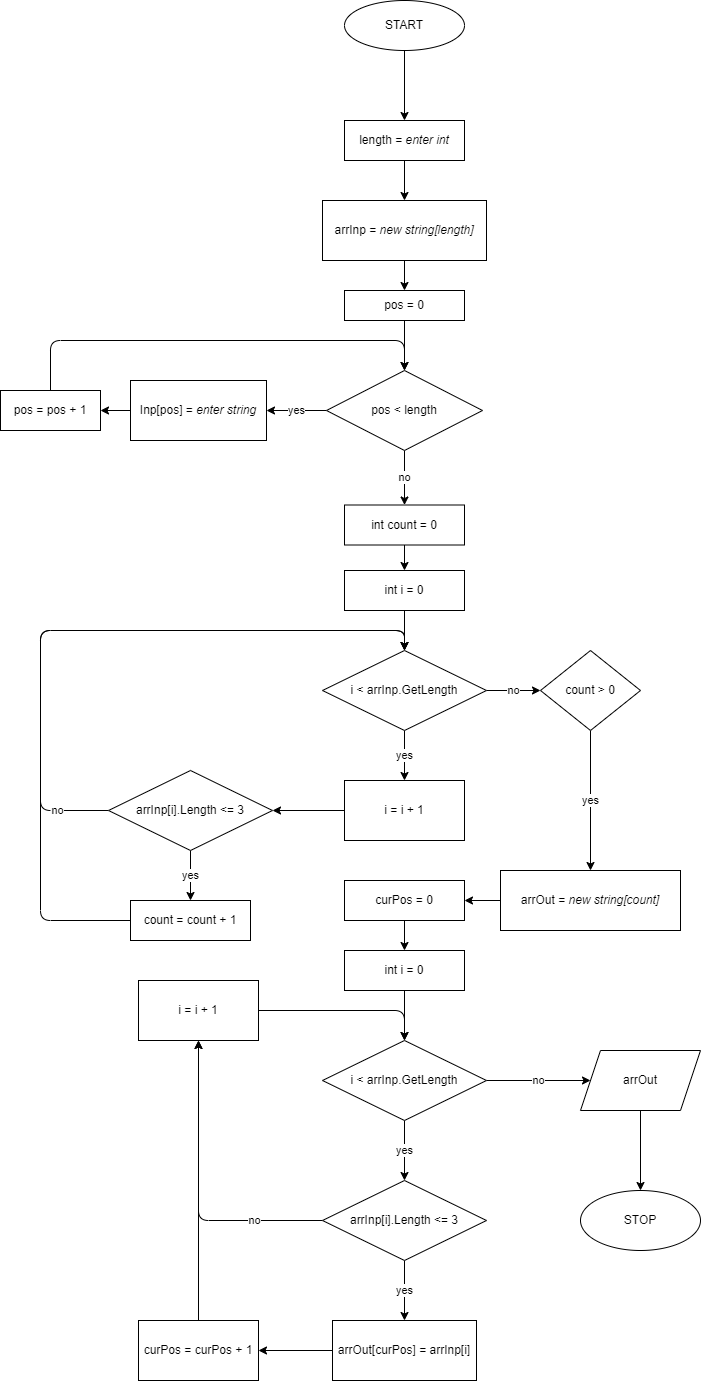 START
length = enter int
arrInp = new string[length]
pos = 0
pos = pos + 1
Inp[pos] = enter string
yes
pos < length
no
int count = 0
int i = 0
i < arrInp.GetLength
no
count > 0
yes
yes
no
arrInp[i].Length <= 3
i = i + 1
yes
count = count + 1
curPos = 0
arrOut = new string[count]
int i = 0
i = i + 1
i < arrInp.GetLength
no
arrOut
yes
no
arrInp[i].Length <= 3
STOP
yes
curPos = curPos + 1
arrOut[curPos] = arrInp[i]